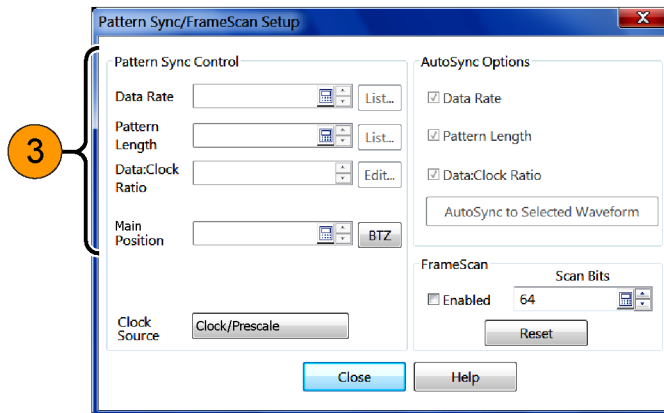 Pattern Sync/FrameScan Setup
X
3
Pattern Sync Control
Data Rate
List...
Pattern
Length
List...
Data:Clock
Ratio
Edit...
Main
Position
BTZ
Clock
Source
Clock/Prescale
AutoSync Options
Data Rate
Pattern Length
Data:Clock Ratio
AutoSync to Selected Waveform
FrameScan
Scan Bits
Enabled
64
Reset
Close
Help